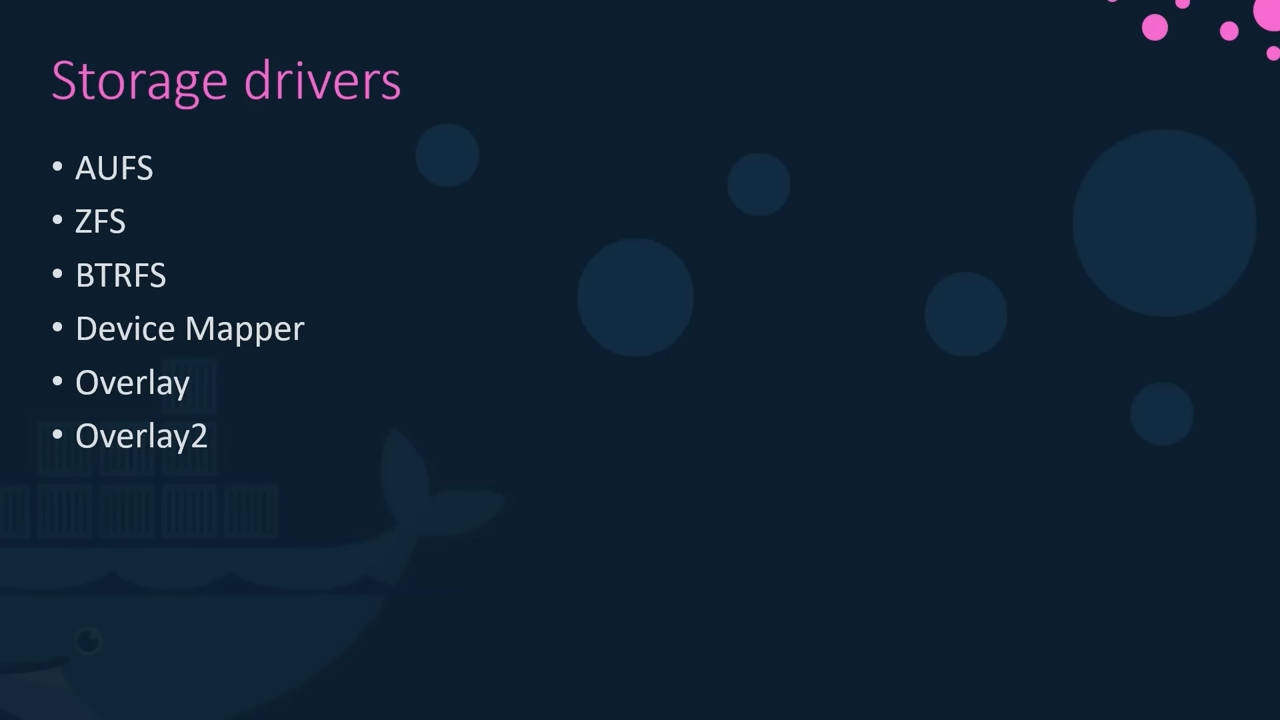 Storage drivers
• AUFS
• ZFS
• BTRFS
• Device Mapper
• Overlay
• Overlay2